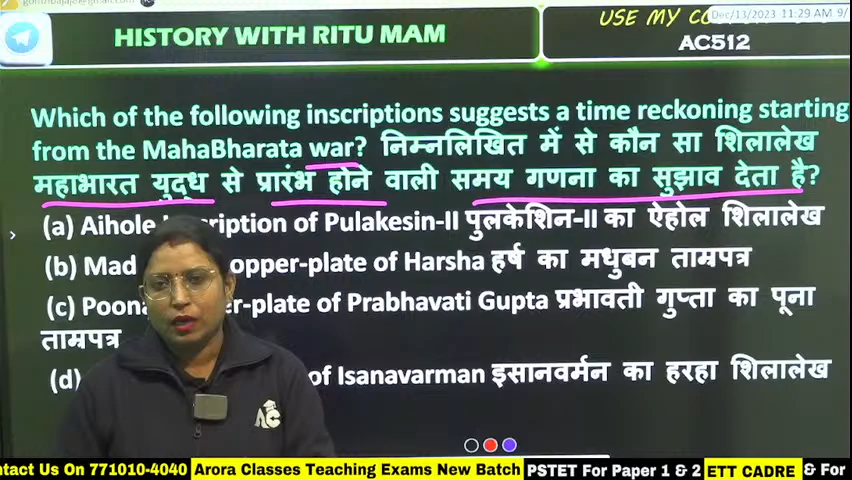 Dec/13/2023 11:29 AM 9/
HISTORY WITH RITU MAM
USE MY
AC512
Which of the following inscriptions suggests a time reckoning starting
from the MahaBharata war? निम्नलिखित में से कौन सा शिलालेख
महाभारत युद्ध से प्रारंभ होने वाली समय गणना का सुझाव देता है?
(a) Aihole of Pulakesin-II पुलकेशिन-II का ऐहोल शिलालेख
(b) Mad opper-plate of Harsha हर्ष का मधुबन ताम्रपत्र
(c) Poona er-plate of Prabhavati Gupta प्रभावती गुप्ता का पूना
ताम्रपत्र
(d) of Isanavarman इसानवर्मन का हरहा शिलालेख
AC
ntact Us On 771010-4040 Arora Classes Teaching Exams New Batch PSTET For Paper 1 & 2 ETT CADRE & For